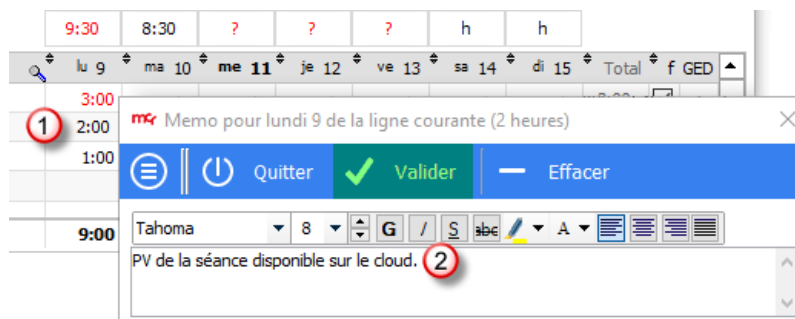 9:30 8:30 ? ? ? h h
lu 9 ma 10 me 11 je 12 ve 13 sa 14 di 15 Total f GED
3:00
1 2:00
1:00
9:00
mcr Memo pour lundi 9 de la ligne courante (2 heures)
Quitter Valider Effacer
Tahoma 8 G / S abc A
PV de la séance disponible sur le cloud. 2